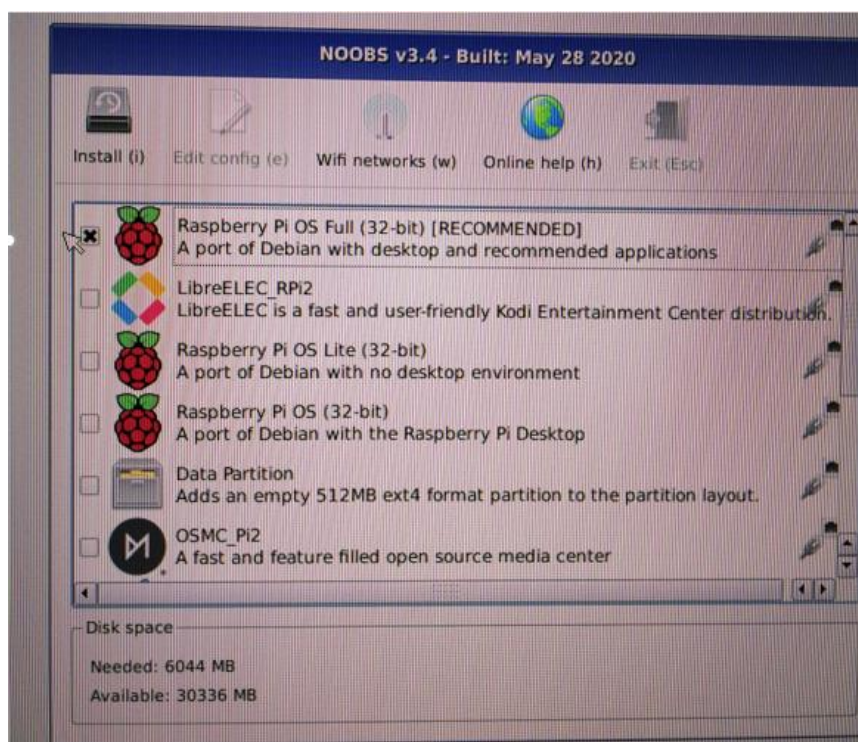 NOOBS v3.4 - Built: May 28 2020
Install (i) Edit config (e) Wifi networks (w) Online help (h) Exit (Esc)
Raspberry Pi OS Full (32-bit) [RECOMMENDED]
A port of Debian with desktop and recommended applications
LibreELEC_RPi2
LibreELEC is a fast and user-friendly Kodi Entertainment Center distribution.
Raspberry Pi OS Lite (32-bit)
A port of Debian with no desktop environment
Raspberry Pi OS (32-bit)
A port of Debian with the Raspberry Pi Desktop
Data Partition
Adds an empty 512MB ext4 format partition to the partition layout.
OSMC_Pi2
A fast and feature filled open source media center
Disk space
Needed: 6044 MB
Available: 30336 MB